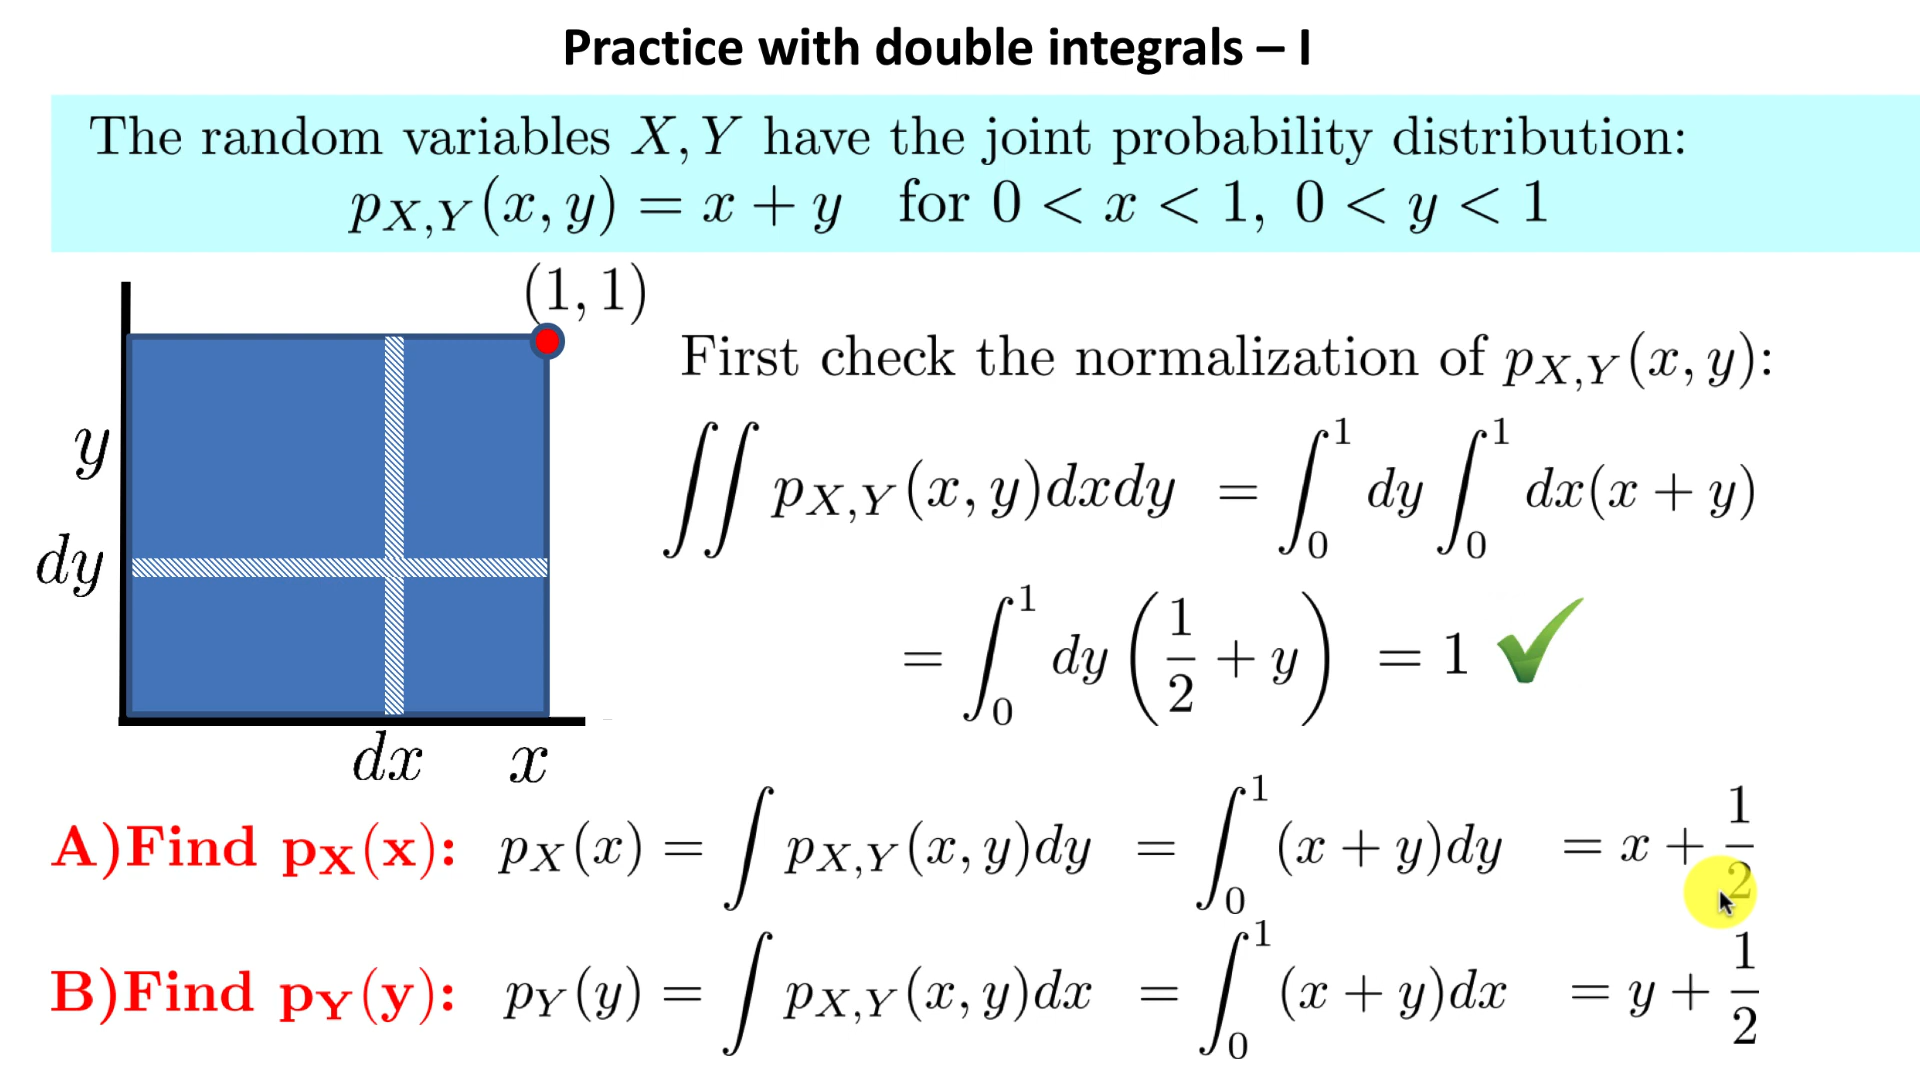 Practice with double integrals – I
The random variables X, Y have the joint probability distribution:
p_{X,Y}(x, y) = x + y for 0 < x < 1, 0 < y < 1
(1, 1)
y
dy
dx
x
First check the normalization of p_{X,Y}(x, y):
∬ p_{X,Y}(x, y)dxdy = ∫_0^1 dy ∫_0^1 dx(x + y)
= ∫_0^1 dy (1/2 + y) = 1
A)Find p_X(x): p_X(x) = ∫ p_{X,Y}(x, y)dy = ∫_0^1 (x + y)dy = x + 1/2
B)Find p_Y(y): p_Y(y) = ∫ p_{X,Y}(x, y)dx = ∫_0^1 (x + y)dx = y + 1/2